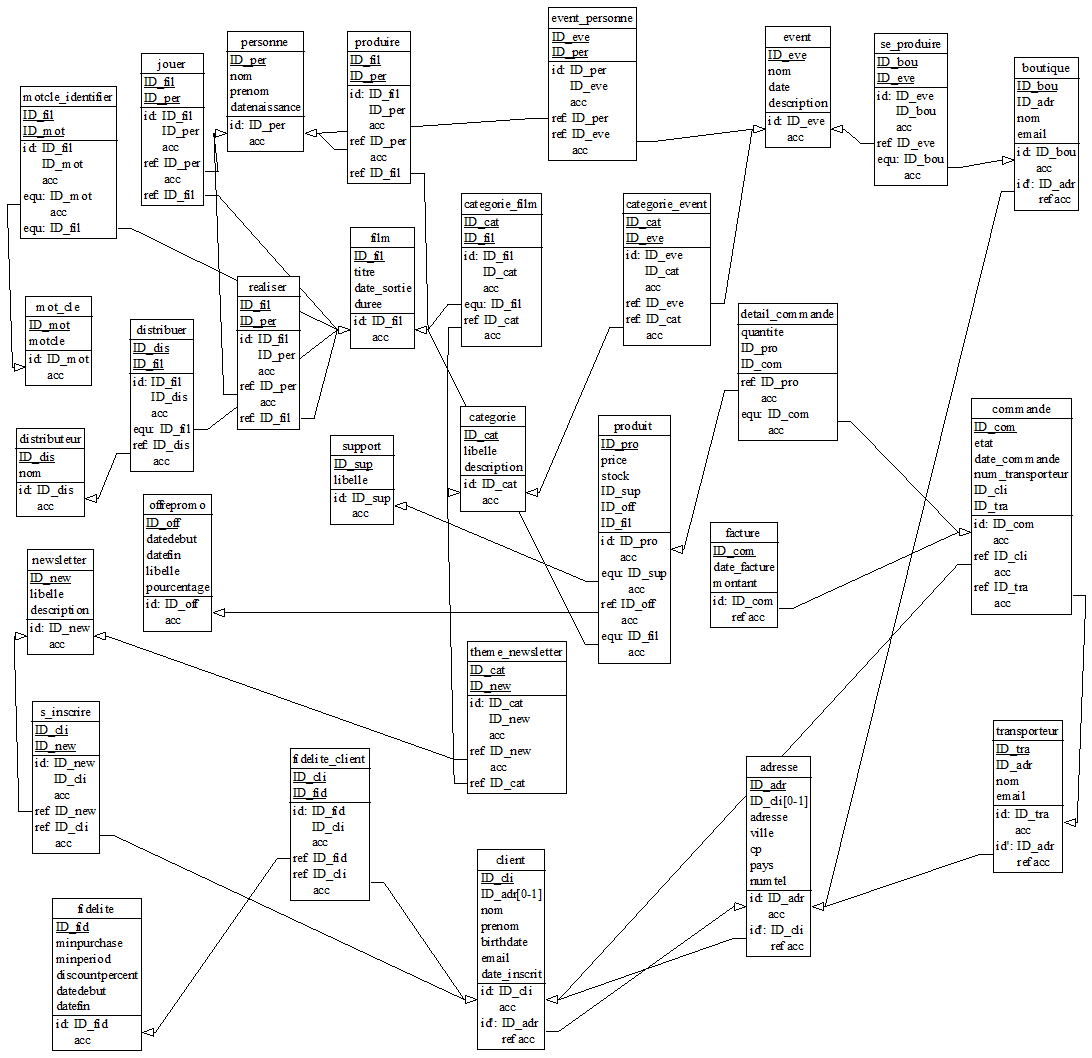 event_personne
ID_eve
ID_per
id: ID_per
ID_eve
acc
ref: ID_per
ref: ID_eve
acc
event
ID_eve
nom
date
description
id: ID_eve
acc
personne
ID_per
nom
prenom
datenaissance
id: ID_per
acc
produire
ID_fil
ID_per
id: ID_fil
ID_per
acc
ref: ID_per
acc
ref: ID_fil
se_produire
ID_bou
ID_eve
id: ID_eve
ID_bou
acc
ref: ID_eve
equ: ID_bou
acc
jouer
ID_fil
ID_per
id: ID_fil
ID_per
acc
ref: ID_per
acc
ref: ID_fil
boutique
ID_bou
ID_adr
nom
email
id: ID_bou
acc
id': ID_adr
ref acc
motcle_identifier
ID_fil
ID_mot
id: ID_fil
ID_mot
acc
equ: ID_mot
acc
equ: ID_fil
categorie_film
ID_cat
ID_fil
id: ID_fil
ID_cat
acc
equ: ID_fil
ref: ID_cat
acc
categorie_event
ID_cat
ID_eve
id: ID_eve
ID_cat
acc
ref: ID_eve
ref: ID_cat
acc
film
ID_fil
titre
date_sortie
duree
id: ID_fil
acc
realiser
ID_fil
ID_per
id: ID_fil
ID_per
acc
ref: ID_per
acc
ref: ID_fil
mot_cle
ID_mot
motcle
id: ID_mot
acc
distribuer
ID_dis
ID_fil
id: ID_fil
ID_dis
acc
equ: ID_fil
ref: ID_dis
acc
detail_commande
quantite
ID_pro
ID_com
ref: ID_pro
acc
equ: ID_com
acc
commande
ID_com
etat
date_commande
num_transporteur
ID_cli
ID_tra
id: ID_com
acc
ref: ID_cli
acc
ref: ID_tra
acc
categorie
ID_cat
libelle
description
id: ID_cat
acc
produit
ID_pro
price
stock
ID_sup
ID_off
ID_fil
id: ID_pro
acc
equ: ID_sup
acc
ref: ID_off
acc
equ: ID_fil
acc
distributeur
ID_dis
nom
id: ID_dis
acc
support
ID_sup
libelle
id: ID_sup
acc
offrepromo
ID_off
datedebut
datefin
libelle
pourcentage
id: ID_off
acc
facture
ID_com
date_facture
montant
id: ID_com
ref acc
newsletter
ID_new
libelle
description
id: ID_new
acc
theme_newsletter
ID_cat
ID_new
id: ID_cat
ID_new
acc
ref: ID_new
acc
ref: ID_cat
s_inscrire
ID_cli
ID_new
id: ID_new
ID_cli
acc
ref: ID_new
ref: ID_cli
acc
fidelite_client
ID_cli
ID_fid
id: ID_fid
ID_cli
acc
ref: ID_fid
ref: ID_cli
acc
transporteur
ID_tra
ID_adr
nom
email
id: ID_tra
acc
id': ID_adr
ref acc
adresse
ID_adr
ID_cli[0-1]
adresse
ville
cp
pays
numtel
id: ID_adr
acc
id': ID_cli
ref acc
client
ID_cli
ID_adr[0-1]
nom
prenom
birthdate
email
date_inscrit
id: ID_cli
acc
id': ID_adr
ref acc
fidelite
ID_fid
minpurchase
minperiod
discountpercent
datedebut
datefin
id: ID_fid
acc